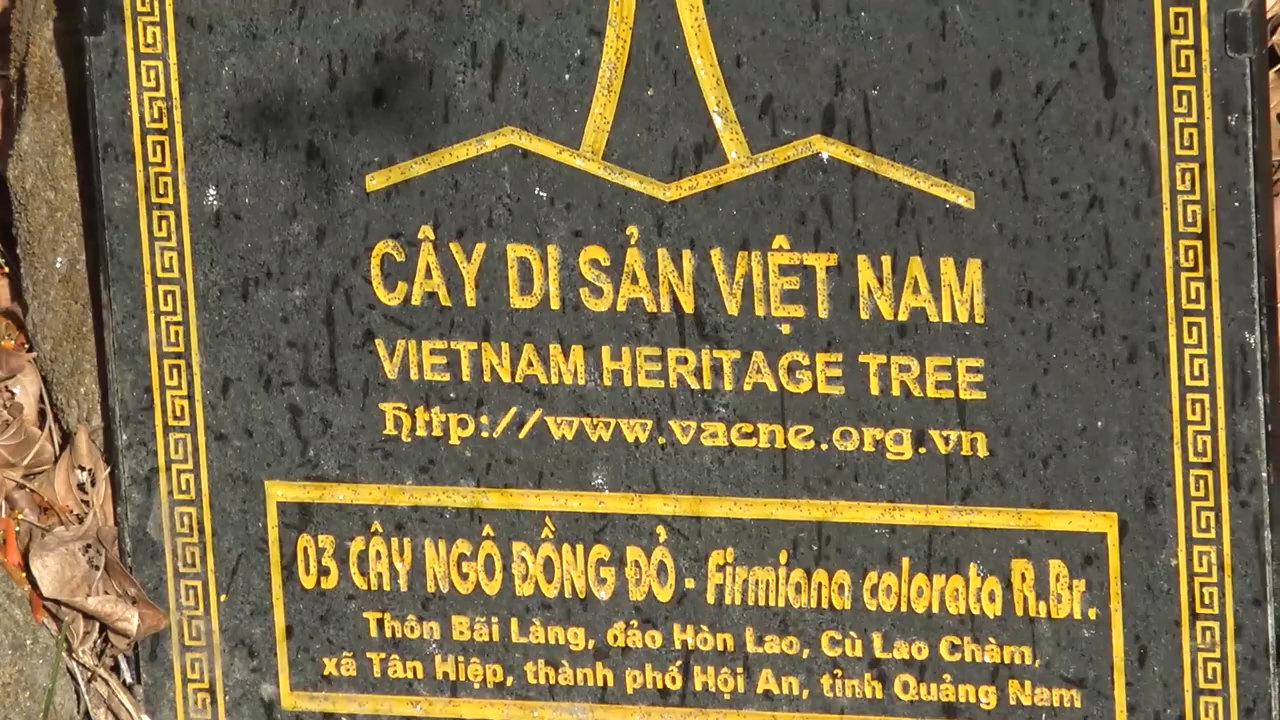 CÂY DI SẢN VIỆT NAM
VIETNAM HERITAGE TREE
Http://www.vacne.org.vn
03 CÂY NGÔ ĐỒNG ĐỎ - Firmiana colorata R.Br.
Thôn Bãi Làng, đảo Hòn Lao, Cù Lao Chàm,
xã Tân Hiệp, thành phố Hội An, tỉnh Quảng Nam